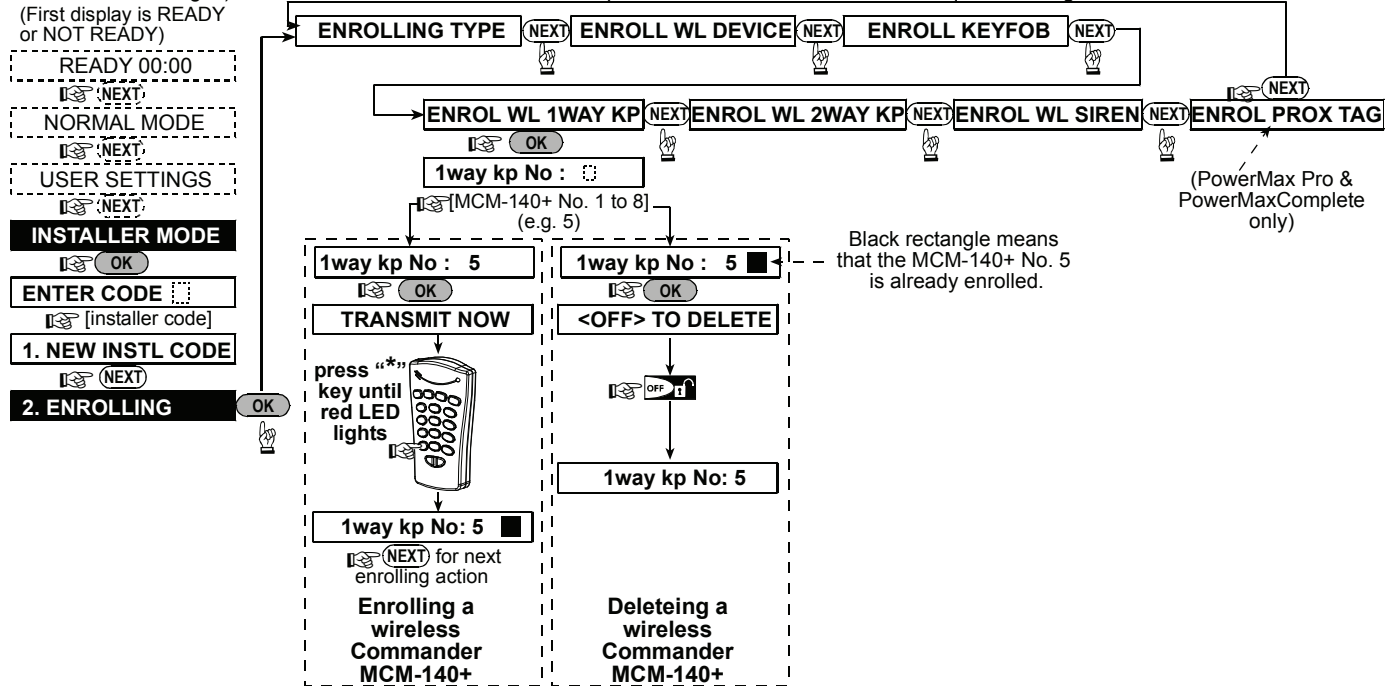 (First display is READY
or NOT READY)
READY 00:00
NEXT
NORMAL MODE
NEXT
USER SETTINGS
NEXT
INSTALLER MODE
OK
ENTER CODE
[installer code]
1. NEW INSTL CODE
NEXT
2. ENROLLING
OK
ENROLLING TYPE NEXT ENROLL WL DEVICE NEXT ENROLL KEYFOB NEXT
ENROL WL 1WAY KP NEXT ENROL WL 2WAY KP NEXT ENROL WL SIREN NEXT ENROL PROX TAG
NEXT
(PowerMax Pro &
PowerMaxComplete
only)
OK
1way kp No :
[MCM-140+ No. 1 to 8]
(e.g. 5)
1way kp No : 5
OK
TRANSMIT NOW
press "*"
key until
red LED
lights
1way kp No: 5
NEXT for next
enrolling action
Enrolling a
wireless
Commander
MCM-140+
1way kp No : 5
OK
<OFF> TO DELETE
OFF
1way kp No: 5
Deleteing a
wireless
Commander
MCM-140+
Black rectangle means
that the MCM-140+ No. 5
is already enrolled.